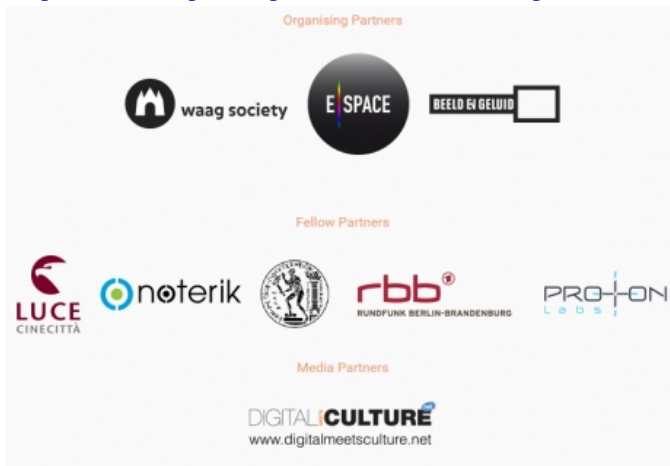 Organising Partners
waag society
E SPACE
BEELD EN GELUID
Fellow Partners
LUCE
CINECITTÀ
noterik
rbb
RUNDFUNK BERLIN-BRANDENBURG
PRO ON
Labs
Media Partners
DIGITAL CULTURE
www.digitalmeetsculture.net